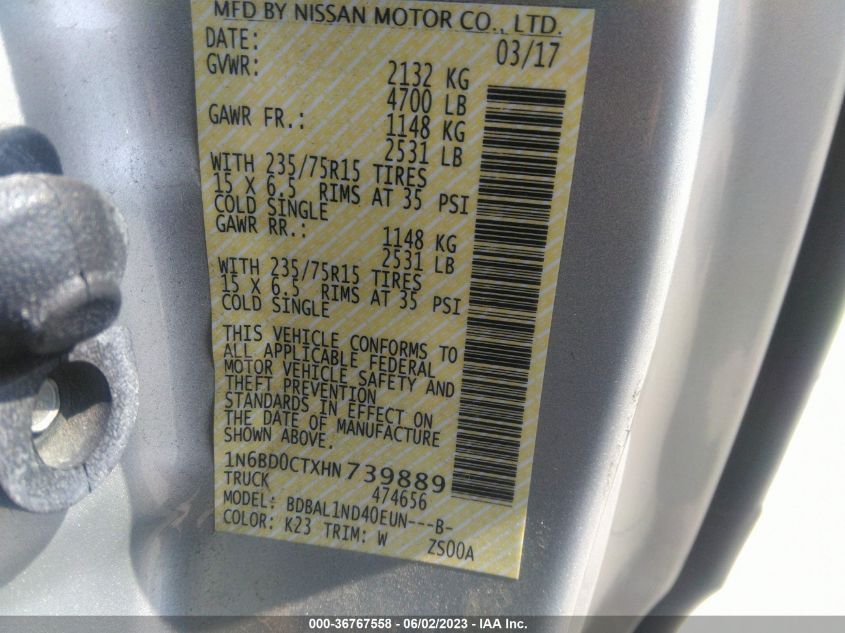 MFD BY NISSAN MOTOR CO., LTD.
DATE: 03/17
GVWR: 2132 KG
4700 LB
GAWR FR.: 1148 KG
2531 LB
WITH 235/75R15 TIRES
15 X 6.5 RIMS AT 35 PSI
COLD SINGLE
GAWR RR.: 1148 KG
2531 LB
WITH 235/75R15 TIRES
15 X 6.5 RIMS AT 35 PSI
COLD SINGLE
THIS VEHICLE CONFORMS TO
ALL APPLICABLE FEDERAL
MOTOR VEHICLE SAFETY AND
THEFT PREVENTION
STANDARDS IN EFFECT ON
THE DATE OF MANUFACTURE
SHOWN ABOVE.
1N6BD0CTXHN739889
TRUCK 474656
MODEL: BDBAL1ND40EUN---B-
COLOR: K23 TRIM: W ZS00A
000 - 36767558 - 06/02/2023 - IAA Inc.